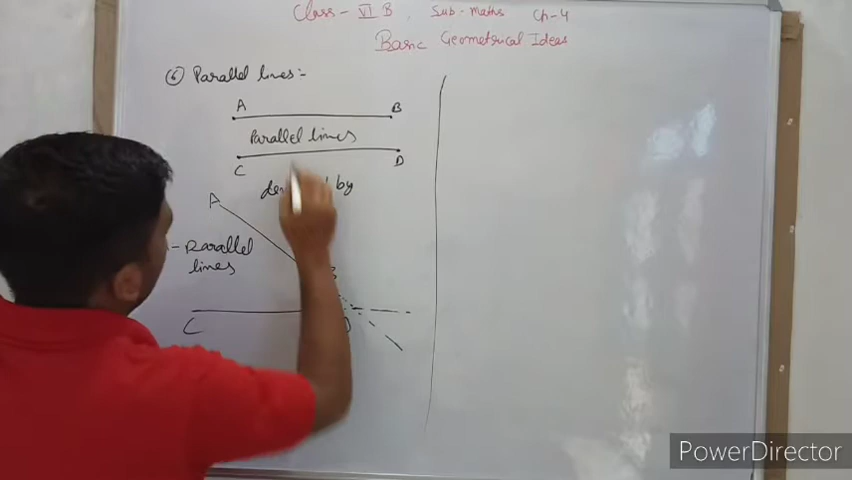 Class - VI B , Sub - Maths Ch - 4
Basic Geometrical Ideas
6 Parallel lines :-
A B
Parallel lines
C D
by
A
- Parallel
lines
C
PowerDirector